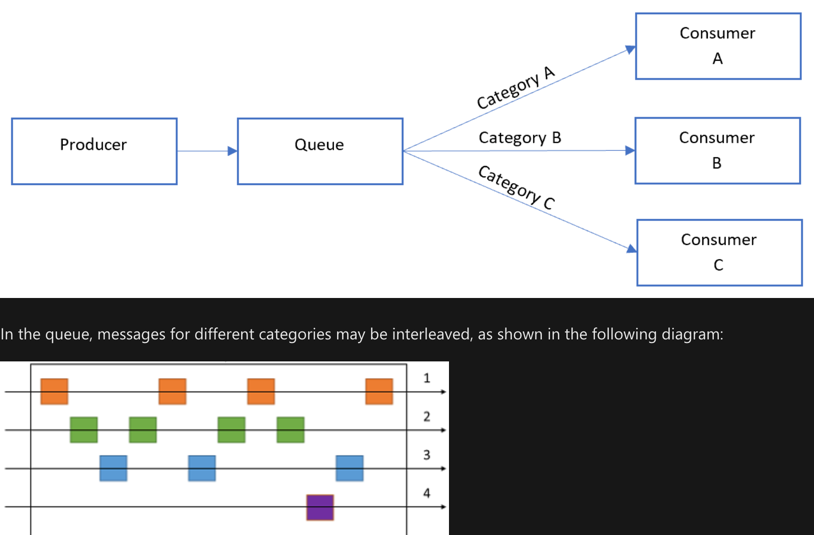 Consumer
A
Category A
Producer
Queue
Category B
Consumer
B
Category C
Consumer
C
In the queue, messages for different categories may be interleaved, as shown in the following diagram:
1
2
3
4